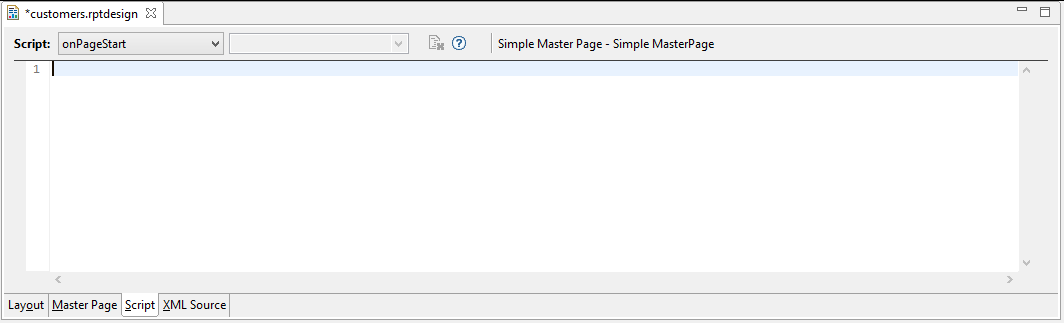 *customers.rptdesign
Script: onPageStart Simple Master Page - Simple MasterPage
1
Layout Master Page Script XML Source